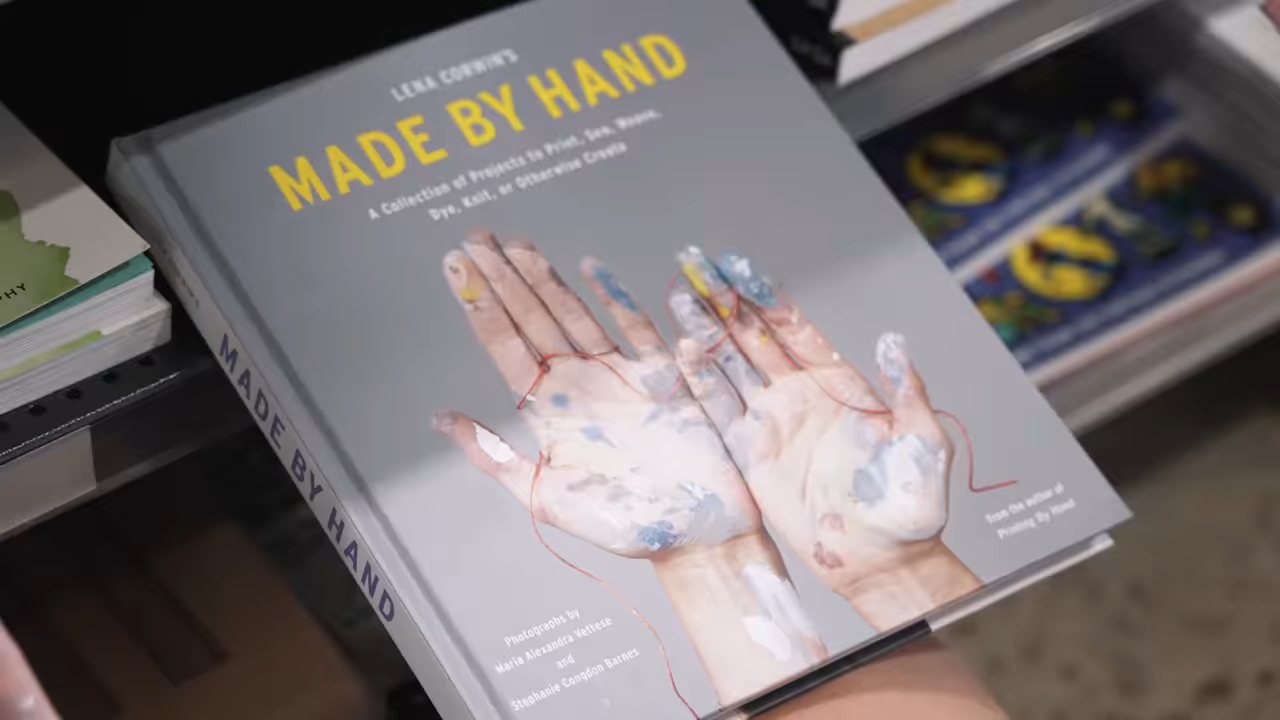 LENA CORWIN'S
MADE BY HAND
A Collection of Projects to Print, Sew, Weave,
Dye, Knit, or Otherwise Create
MADE BY HAND
from the author of
Printing By Hand
Photographs by
Maria Alexandra Vettese
and
Stephanie Congdon Barnes
PHY